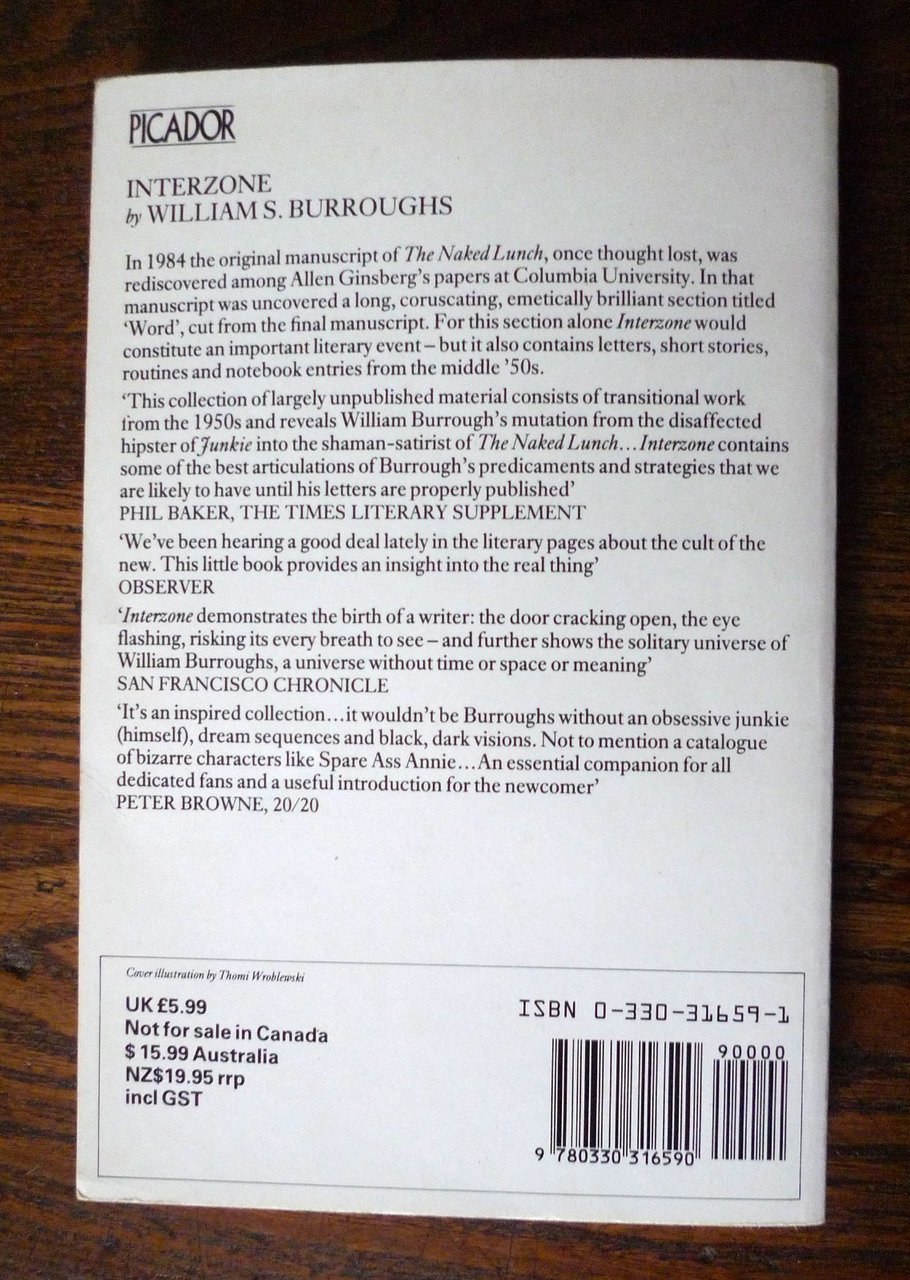 PICADOR
INTERZONE
by WILLIAM S. BURROUGHS
In 1984 the original manuscript of The Naked Lunch, once thought lost, was
rediscovered among Allen Ginsberg's papers at Columbia University. In that
manuscript was uncovered a long, coruscating, emetically brilliant section titled
‘Word’, cut from the final manuscript. For this section alone Interzone would
constitute an important literary event – but it also contains letters, short stories,
routines and notebook entries from the middle ’50s.
‘This collection of largely unpublished material consists of transitional work
from the 1950s and reveals William Burrough’s mutation from the disaffected
hipster of Junkie into the shaman-satirist of The Naked Lunch...Interzone contains
some of the best articulations of Burrough’s predicaments and strategies that we
are likely to have until his letters are properly published’
PHIL BAKER, THE TIMES LITERARY SUPPLEMENT
‘We’ve been hearing a good deal lately in the literary pages about the cult of the
new. This little book provides an insight into the real thing’
OBSERVER
‘Interzone demonstrates the birth of a writer: the door cracking open, the eye
flashing, risking its every breath to see – and further shows the solitary universe of
William Burroughs, a universe without time or space or meaning’
SAN FRANCISCO CHRONICLE
‘It’s an inspired collection...it wouldn’t be Burroughs without an obsessive junkie
(himself), dream sequences and black, dark visions. Not to mention a catalogue
of bizarre characters like Spare Ass Annie...An essential companion for all
dedicated fans and a useful introduction for the newcomer’
PETER BROWNE, 20/20
Cover illustration by Thomi Wroblewski
UK £5.99
Not for sale in Canada
$ 15.99 Australia
NZ$19.95 rrp
incl GST
ISBN 0-330-31659-1
90000
9 780330 316590